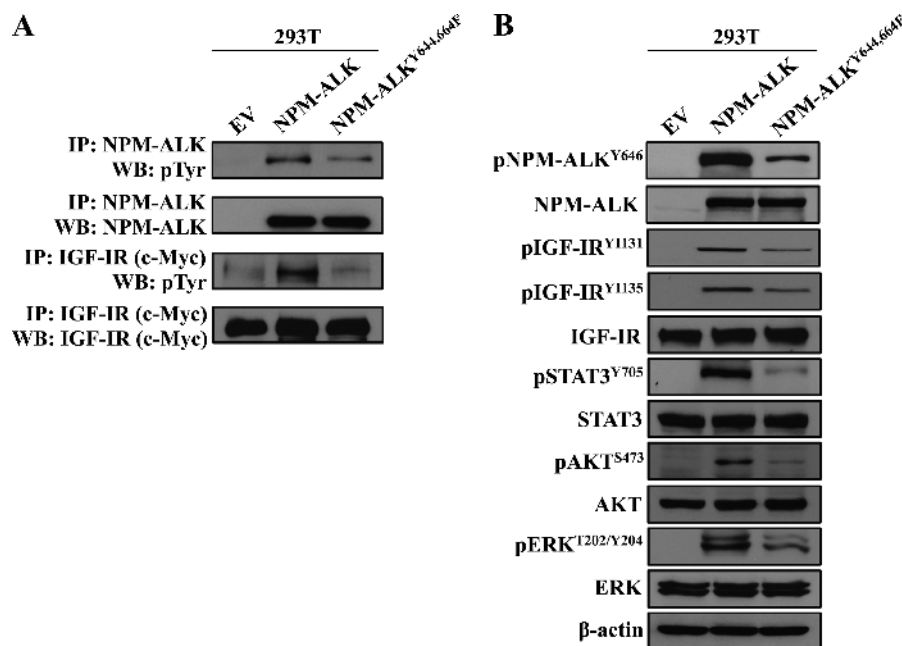 A
293T
EV
NPM-ALK
NPM-ALKY644,664F
IP: NPM-ALK
WB: pTyr
IP: NPM-ALK
WB: NPM-ALK
IP: IGF-IR (c-Myc)
WB: pTyr
IP: IGF-IR (c-Myc)
WB: IGF-IR (c-Myc)
B
293T
EV
NPM-ALK
NPM-ALKY644,664F
pNPM-ALKY646
NPM-ALK
pIGF-IRY1131
pIGF-IRY1135
IGF-IR
pSTAT3Y705
STAT3
pAKTS473
AKT
pERKT202/Y204
ERK
β-actin